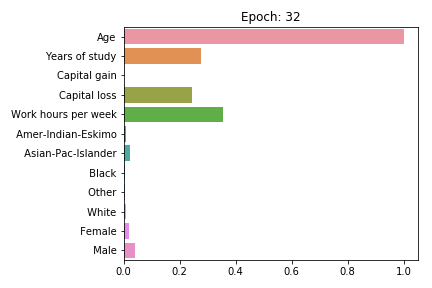 Epoch: 32
Age
Years of study
Capital gain
Capital loss
Work hours per week
Amer-Indian-Eskimo
Asian-Pac-Islander
Black
Other
White
Female
Male
0.0 0.2 0.4 0.6 0.8 1.0